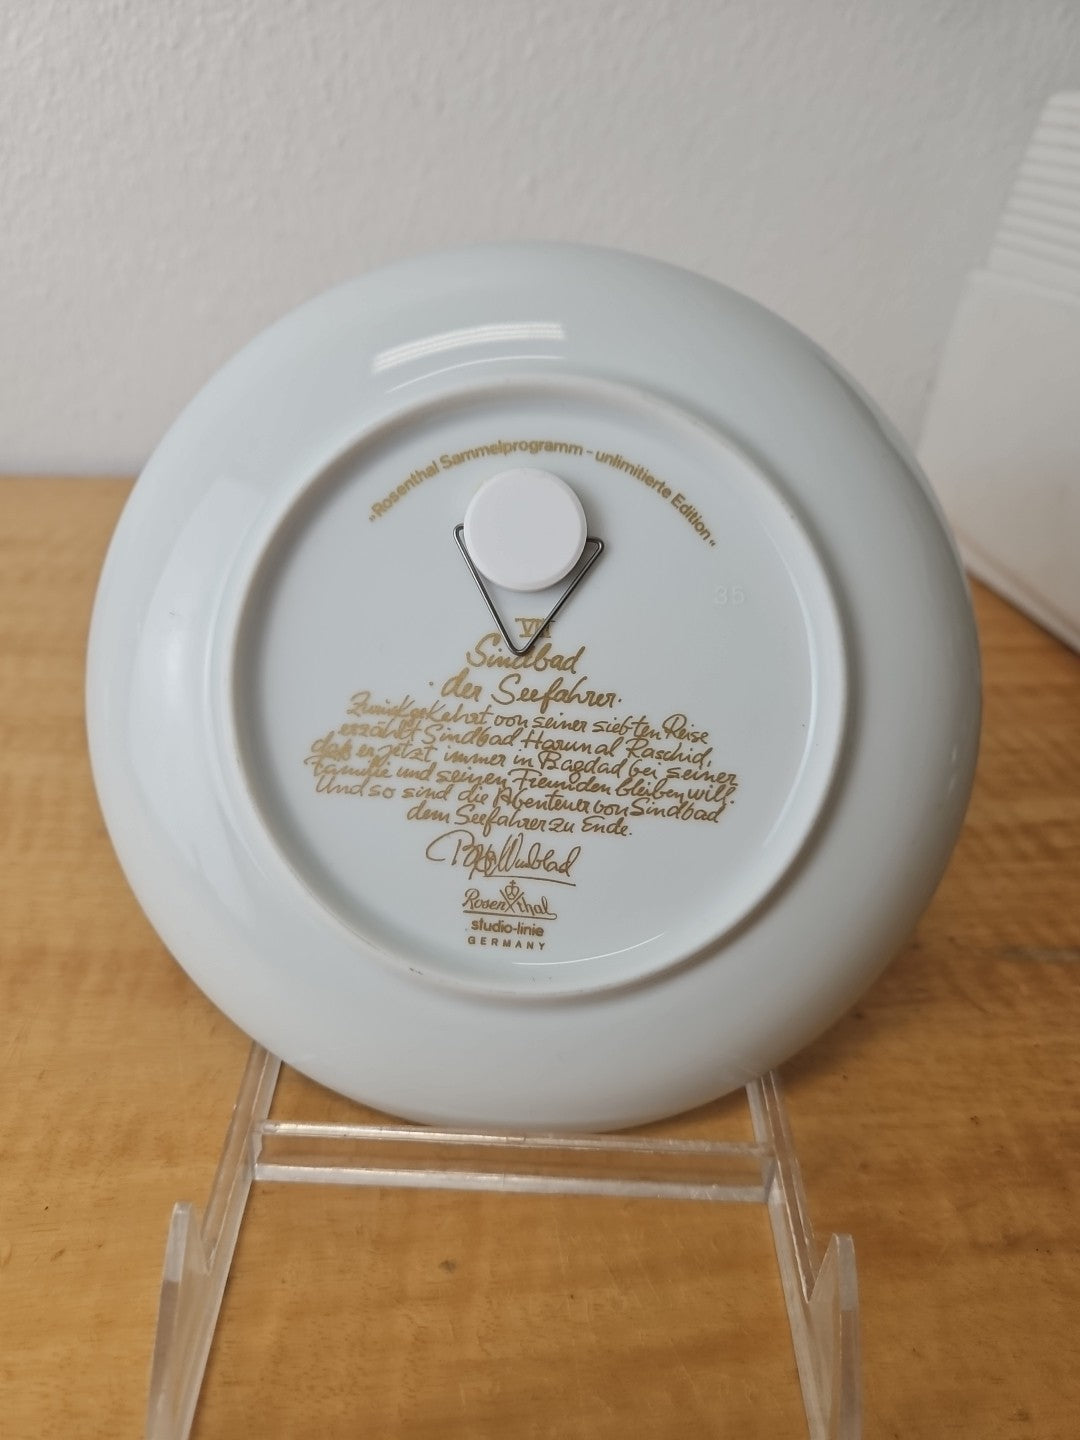 „Rosenthal Sammelprogramm - unlimitierte Edition“
35
Sindbad
der Seefahrer.
Zurückgekehrt von seiner siebten Reise
erzählt Sindbad Harun al Raschid,
daß er jetzt immer in Bagdad bei seiner
Familie und seinen Freunden bleiben will.
Und so sind die Abenteuer von Sindbad
dem Seefahrer zu Ende.
Bjørn Wiinblad
Rosenthal
studio-linie
GERMANY